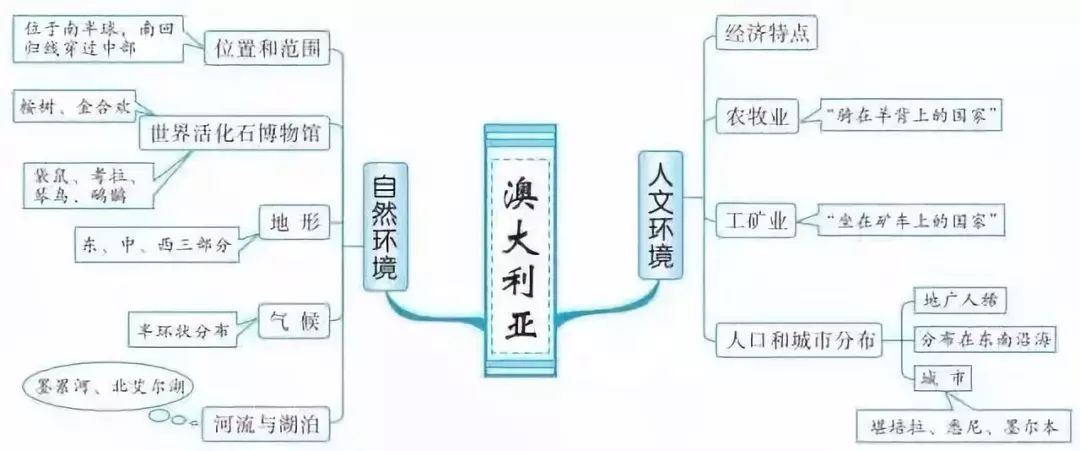 澳大利亚
自然环境
位置和范围
位于南半球，南回
归线穿过中部
世界活化石博物馆
桉树、金合欢
袋鼠、考拉、
琴鸟、鸸鹋
地形
东、中、西三部分
气候
半环状分布
河流与湖泊
墨累河、北艾尔湖
人文环境
经济特点
农牧业
“骑在羊背上的国家”
工矿业
“坐在矿车上的国家”
人口和城市分布
地广人稀
分布在东南沿海
城市
堪培拉、悉尼、墨尔本